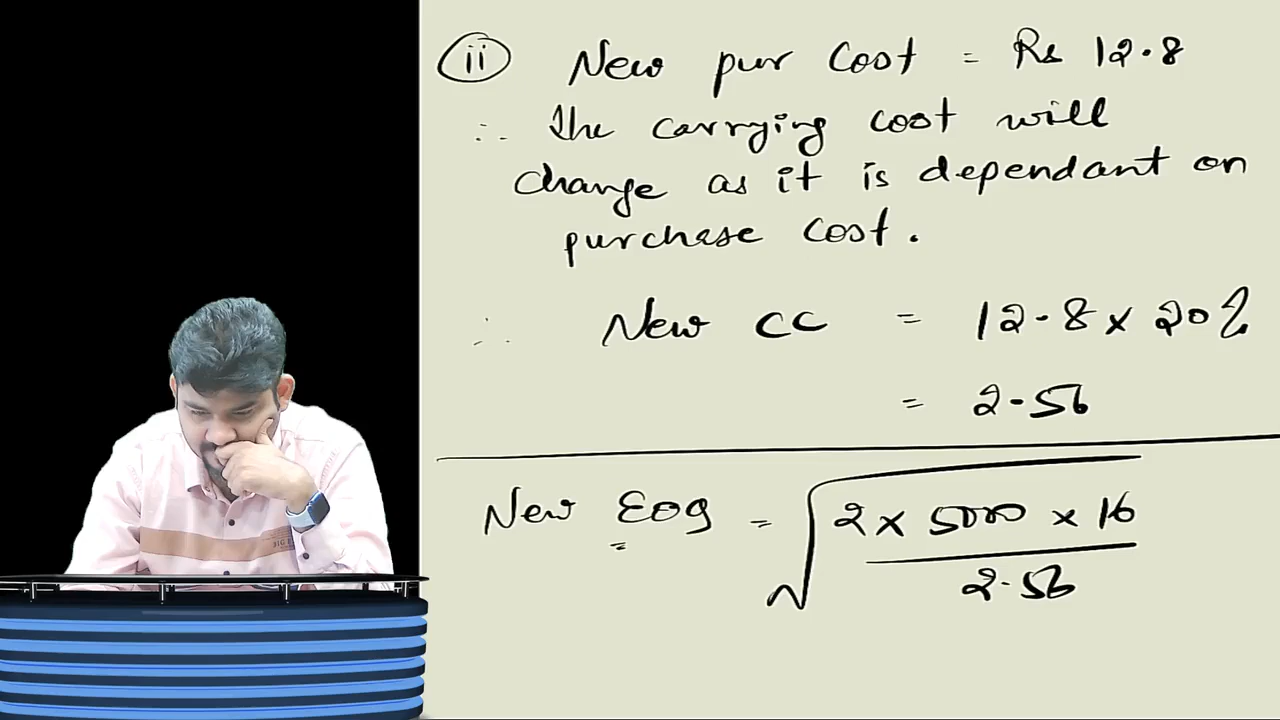 ii New pur Cost = Rs 12.8
∴ the carrying cost will
change as it is dependant on
purchase cost.
∴ New CC = 12.8 x 20%
= 2.56
New EOQ = √ 2 x 5000 x 16
2.56